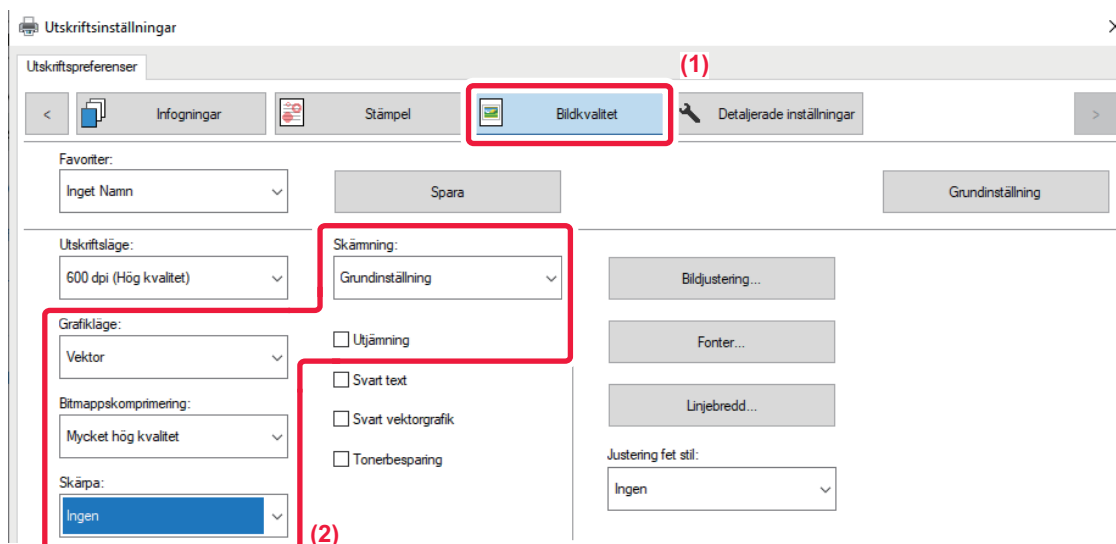 Utskriftsinställningar
Utskriftspreferenser
(1)
<
Infogningar
Stämpel
Bildkvalitet
Detaljerade inställningar
>
Favoriter:
Inget Namn
Spara
Grundinställning
Utskriftsläge:
600 dpi (Hög kvalitet)
Skärmning:
Grundinställning
Bildjustering...
Grafikläge:
Vektor
Utjämning
Fonter...
Svart text
Bitmappskomprimering:
Mycket hög kvalitet
Svart vektorgrafik
Linjebredd...
Tonerbesparing
Justering fet stil:
Ingen
Skärpa:
Ingen
(2)